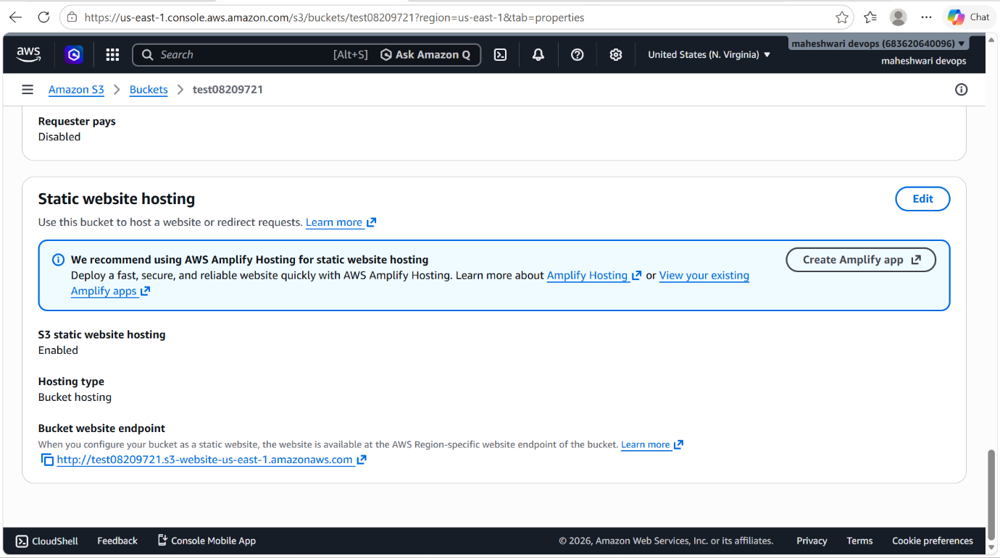 https://us-east-1.console.aws.amazon.com/s3/buckets/test08209721?region=us-east-1&tab=properties
Chat
aws
Search [Alt+S] Ask Amazon Q
United States (N. Virginia) ▼
maheshwari devops (683620640096) ▼
maheshwari devops
Amazon S3 > Buckets > test08209721
Requester pays
Disabled
Static website hosting
Edit
Use this bucket to host a website or redirect requests. Learn more
We recommend using AWS Amplify Hosting for static website hosting
Create Amplify app
Deploy a fast, secure, and reliable website quickly with AWS Amplify Hosting. Learn more about Amplify Hosting or View your existing
Amplify apps
S3 static website hosting
Enabled
Hosting type
Bucket hosting
Bucket website endpoint
When you configure your bucket as a static website, the website is available at the AWS Region-specific website endpoint of the bucket. Learn more
http://test08209721.s3-website-us-east-1.amazonaws.com
CloudShell Feedback Console Mobile App © 2026, Amazon Web Services, Inc. or its affiliates. Privacy Terms Cookie preferences